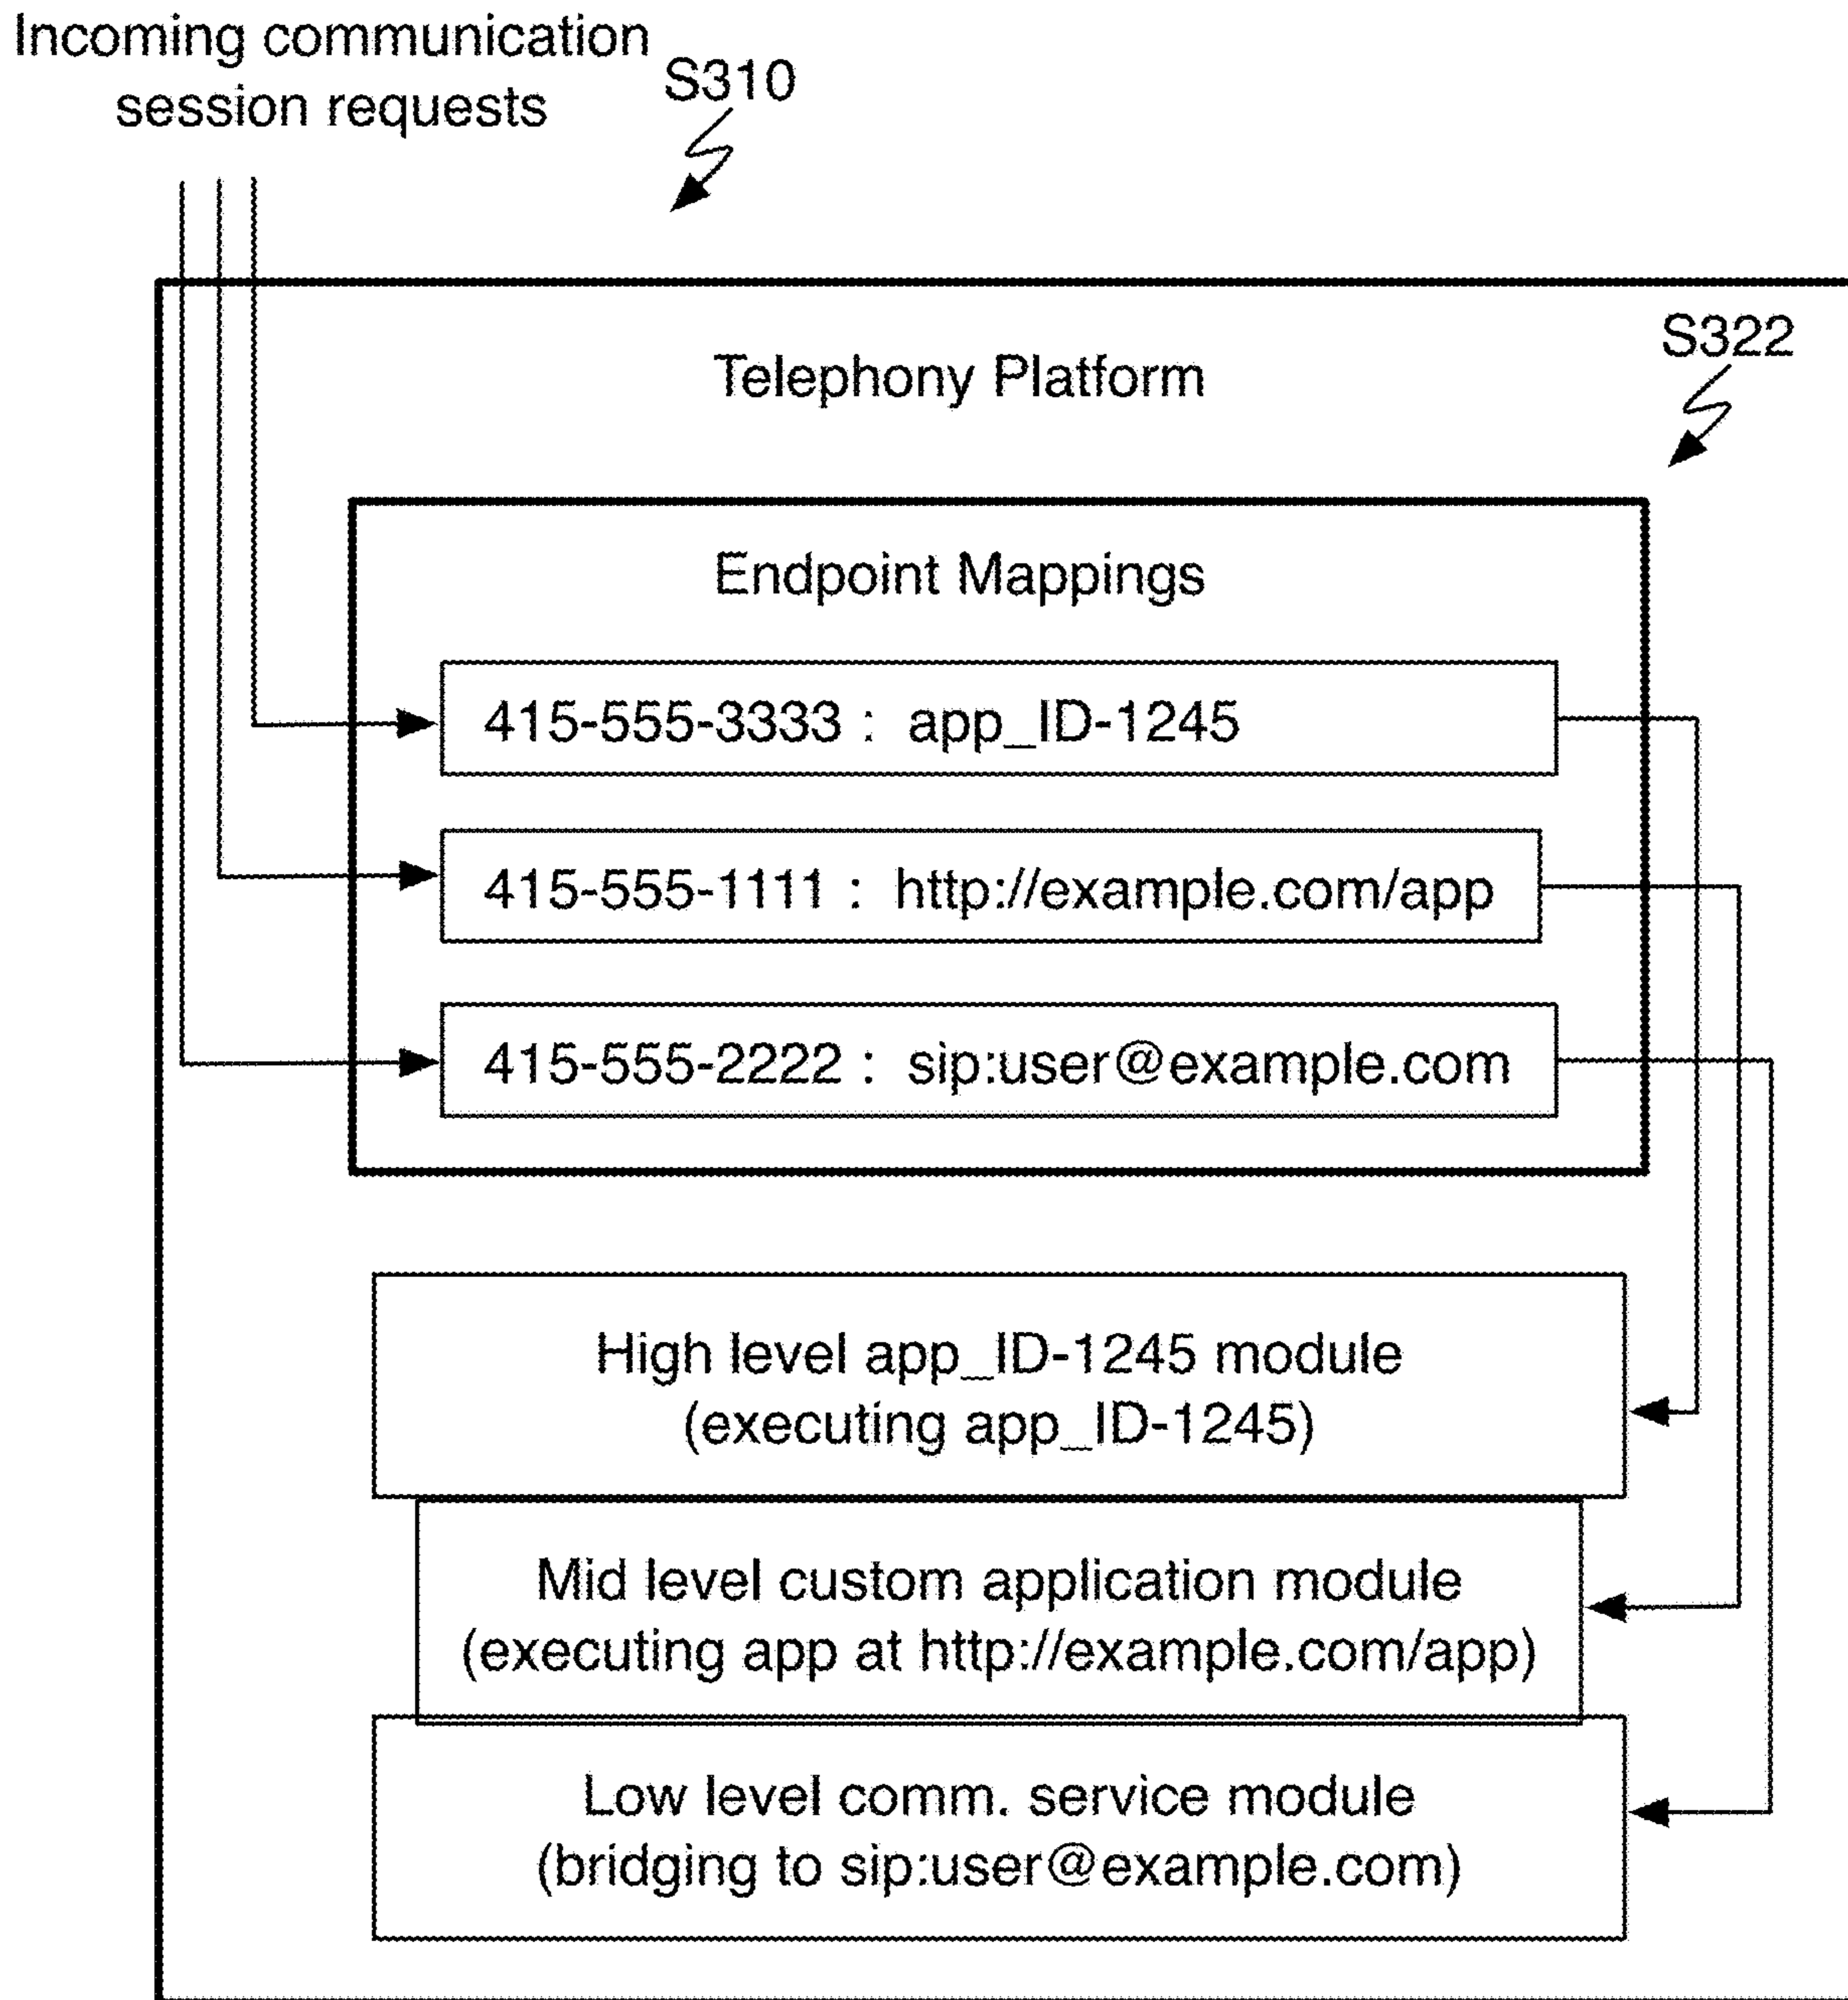 Incoming communication
session requests
S310
Telephony Platform
S322
Endpoint Mappings
415-555-3333 : app_ID-1245
415-555-1111 : http://example.com/app
415-555-2222 : sip:user@example.com
High level app_ID-1245 module
(executing app_ID-1245)
Mid level custom application module
(executing app at http://example.com/app)
Low level comm. service module
(bridging to sip:user@example.com)